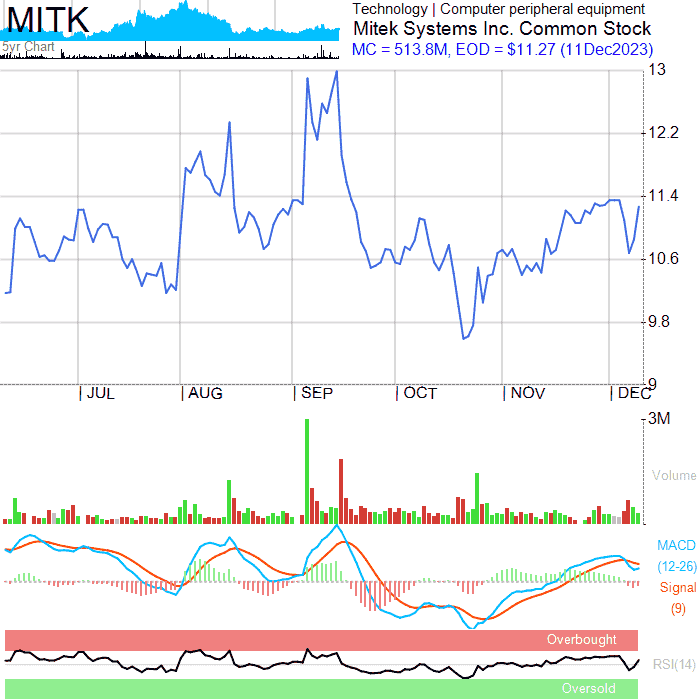 MITK
5yr Chart
Technology | Computer peripheral equipment
Mitek Systems Inc. Common Stock
MC = 513.8M, EOD = $11.27 (11Dec2023)
13
12.2
11.4
10.6
9.8
9
| JUL | AUG | SEP | OCT | NOV | DEC
3M
Volume
MACD
(12-26)
Signal
(9)
Overbought
RSI(14)
Oversold